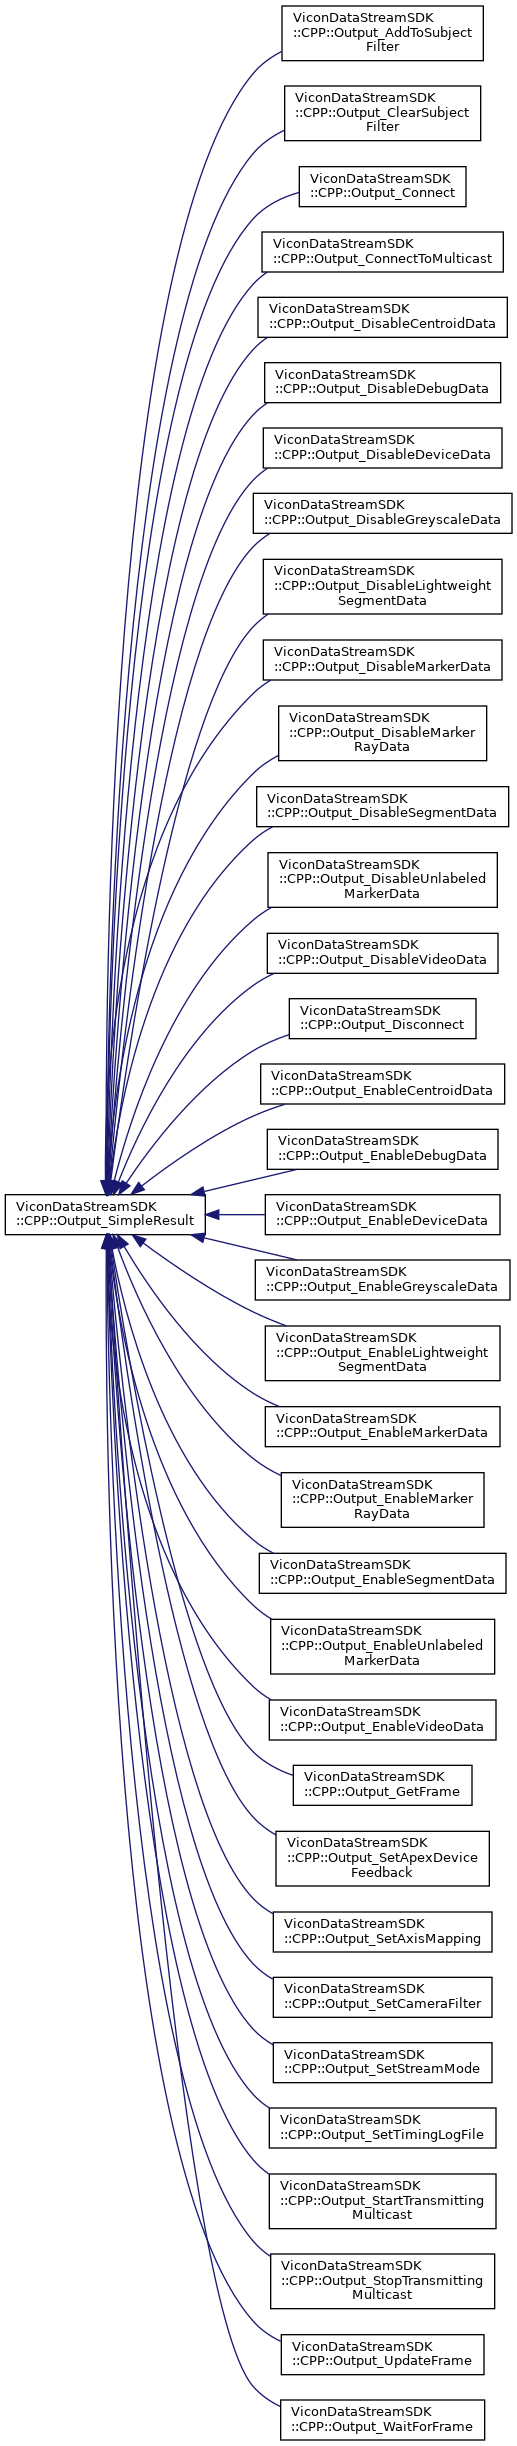 ViconDataStreamSDK
::CPP::Output_AddToSubject
Filter
ViconDataStreamSDK
::CPP::Output_ClearSubject
Filter
ViconDataStreamSDK
::CPP::Output_Connect
ViconDataStreamSDK
::CPP::Output_ConnectToMulticast
ViconDataStreamSDK
::CPP::Output_DisableCentroidData
ViconDataStreamSDK
::CPP::Output_DisableDebugData
ViconDataStreamSDK
::CPP::Output_DisableDeviceData
ViconDataStreamSDK
::CPP::Output_DisableGreyscaleData
ViconDataStreamSDK
::CPP::Output_DisableLightweight
SegmentData
ViconDataStreamSDK
::CPP::Output_DisableMarkerData
ViconDataStreamSDK
::CPP::Output_DisableMarker
RayData
ViconDataStreamSDK
::CPP::Output_DisableSegmentData
ViconDataStreamSDK
::CPP::Output_DisableUnlabeled
MarkerData
ViconDataStreamSDK
::CPP::Output_DisableVideoData
ViconDataStreamSDK
::CPP::Output_Disconnect
ViconDataStreamSDK
::CPP::Output_EnableCentroidData
ViconDataStreamSDK
::CPP::Output_EnableDebugData
ViconDataStreamSDK
::CPP::Output_SimpleResult
ViconDataStreamSDK
::CPP::Output_EnableDeviceData
ViconDataStreamSDK
::CPP::Output_EnableGreyscaleData
ViconDataStreamSDK
::CPP::Output_EnableLightweight
SegmentData
ViconDataStreamSDK
::CPP::Output_EnableMarkerData
ViconDataStreamSDK
::CPP::Output_EnableMarker
RayData
ViconDataStreamSDK
::CPP::Output_EnableSegmentData
ViconDataStreamSDK
::CPP::Output_EnableUnlabeled
MarkerData
ViconDataStreamSDK
::CPP::Output_EnableVideoData
ViconDataStreamSDK
::CPP::Output_GetFrame
ViconDataStreamSDK
::CPP::Output_SetApexDevice
Feedback
ViconDataStreamSDK
::CPP::Output_SetAxisMapping
ViconDataStreamSDK
::CPP::Output_SetCameraFilter
ViconDataStreamSDK
::CPP::Output_SetStreamMode
ViconDataStreamSDK
::CPP::Output_SetTimingLogFile
ViconDataStreamSDK
::CPP::Output_StartTransmitting
Multicast
ViconDataStreamSDK
::CPP::Output_StopTransmitting
Multicast
ViconDataStreamSDK
::CPP::Output_UpdateFrame
ViconDataStreamSDK
::CPP::Output_WaitForFrame